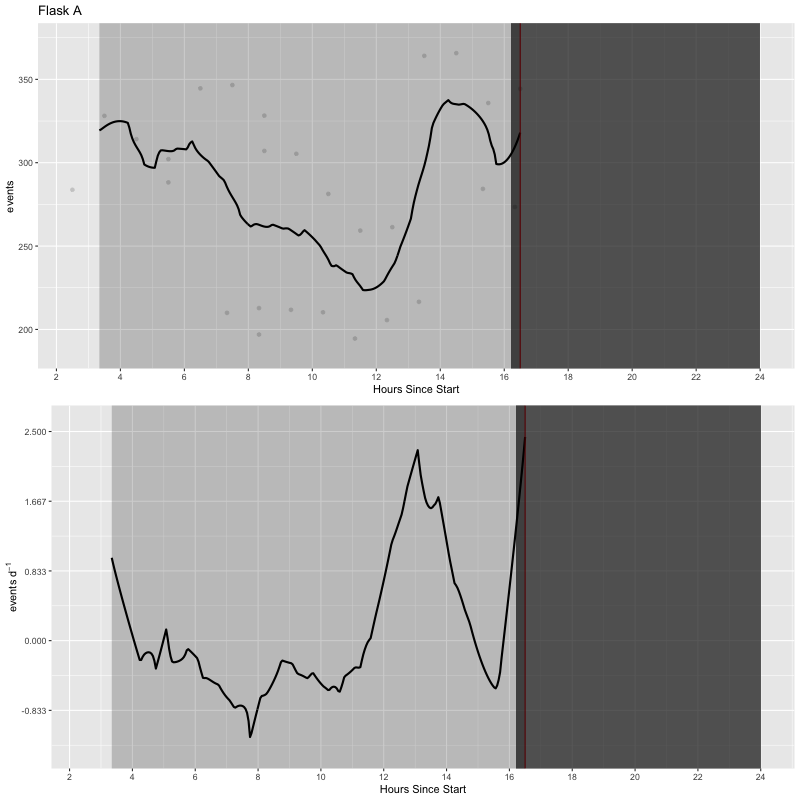 Flask A
350
300
250
200
events
2 4 6 8 10 12 14 16 18 20 22 24
Hours Since Start
2.500
1.667
0.833
0.000
-0.833
events d⁻¹
2 4 6 8 10 12 14 16 18 20 22 24
Hours Since Start